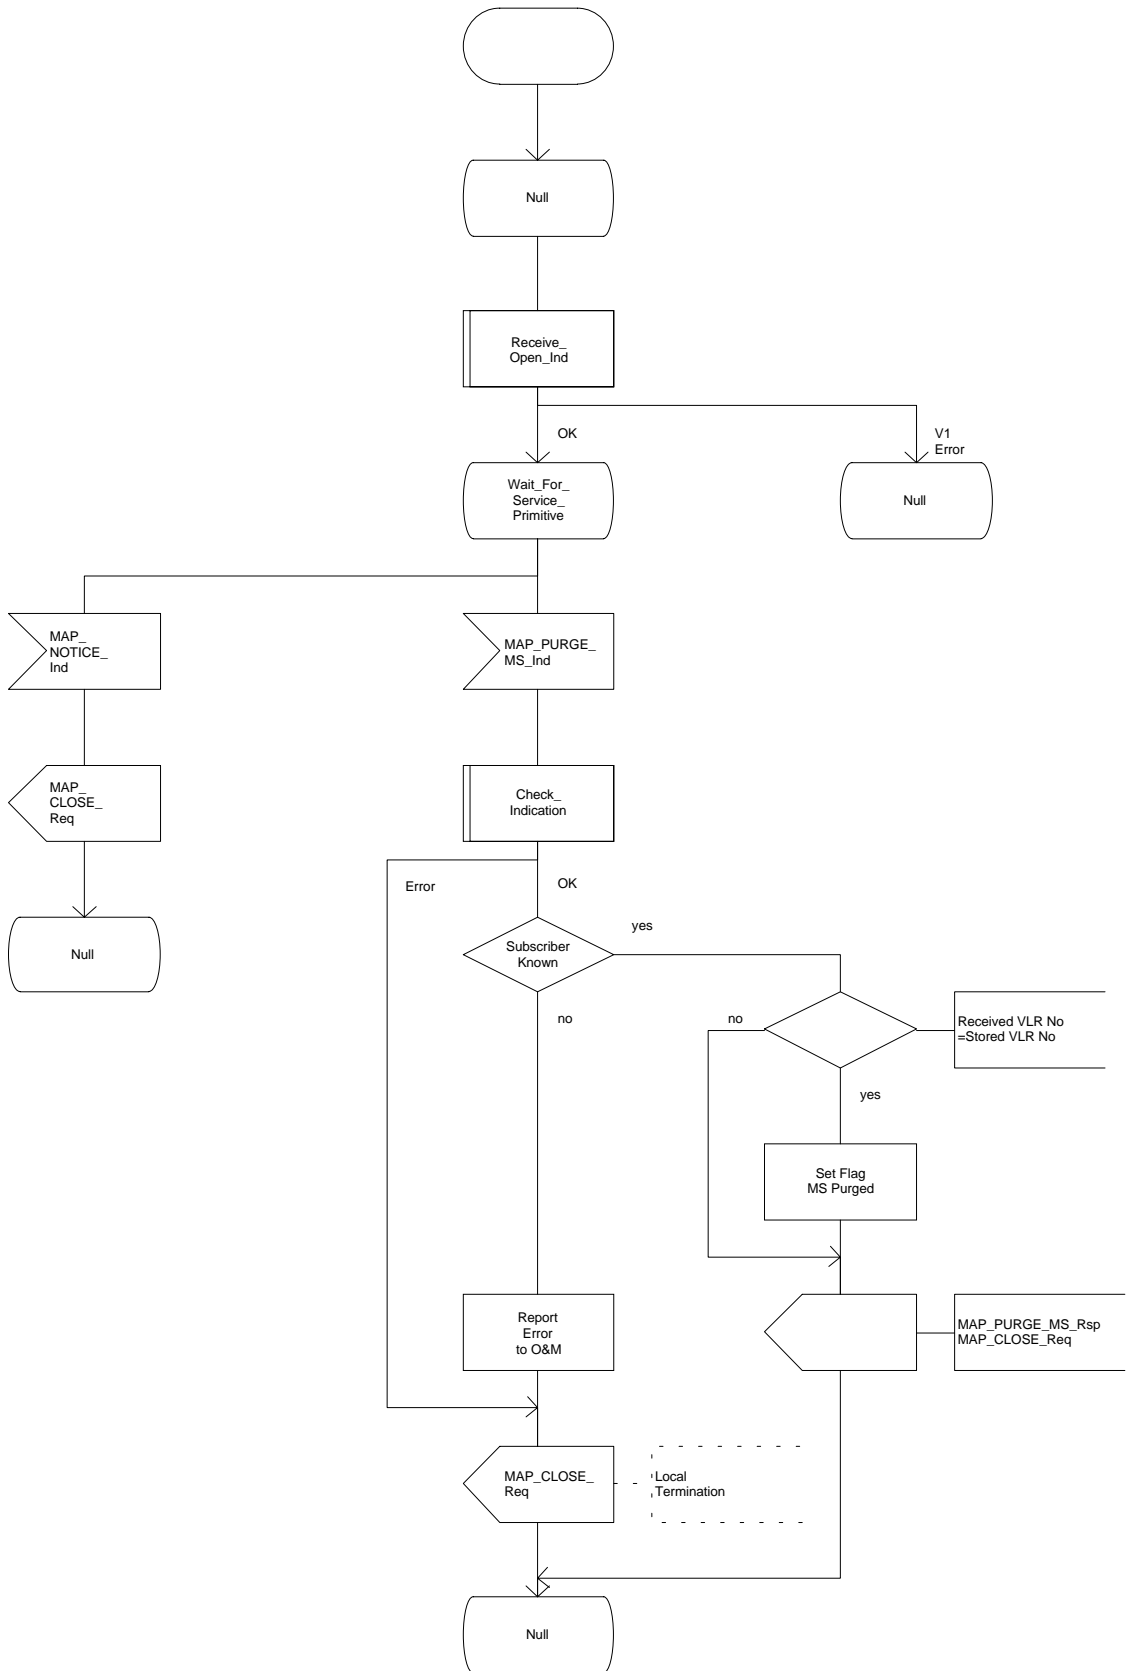 Null
Receive_
Open_Ind
OK
V1
Error
Wait_For_
Service_
Primitive
Null
MAP_
NOTICE_
Ind
MAP_PURGE_
MS_Ind
MAP_
CLOSE_
Req
Check_
Indication
Error
OK
yes
Null
Subscriber
Known
no
no
Received VLR No
=Stored VLR No
yes
Set Flag
MS Purged
Report
Error
to O&M
MAP_PURGE_MS_Rsp
MAP_CLOSE_Req
MAP_CLOSE_
Req
Local
Termination
Null